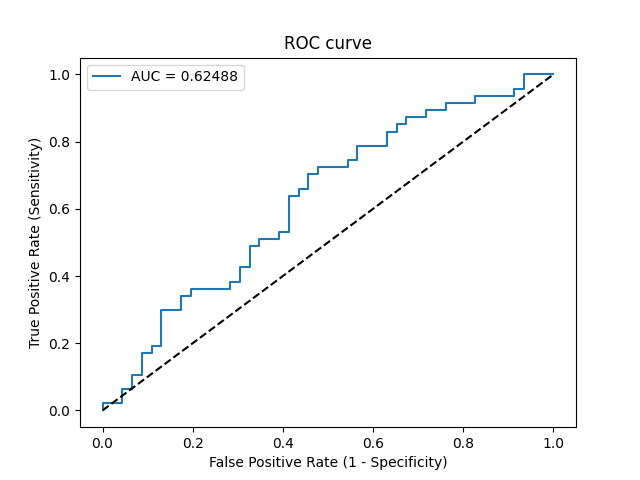 ROC curve
AUC = 0.62488
1.0
0.8
0.6
0.4
0.2
0.0
True Positive Rate (Sensitivity)
0.0 0.2 0.4 0.6 0.8 1.0
False Positive Rate (1 - Specificity)